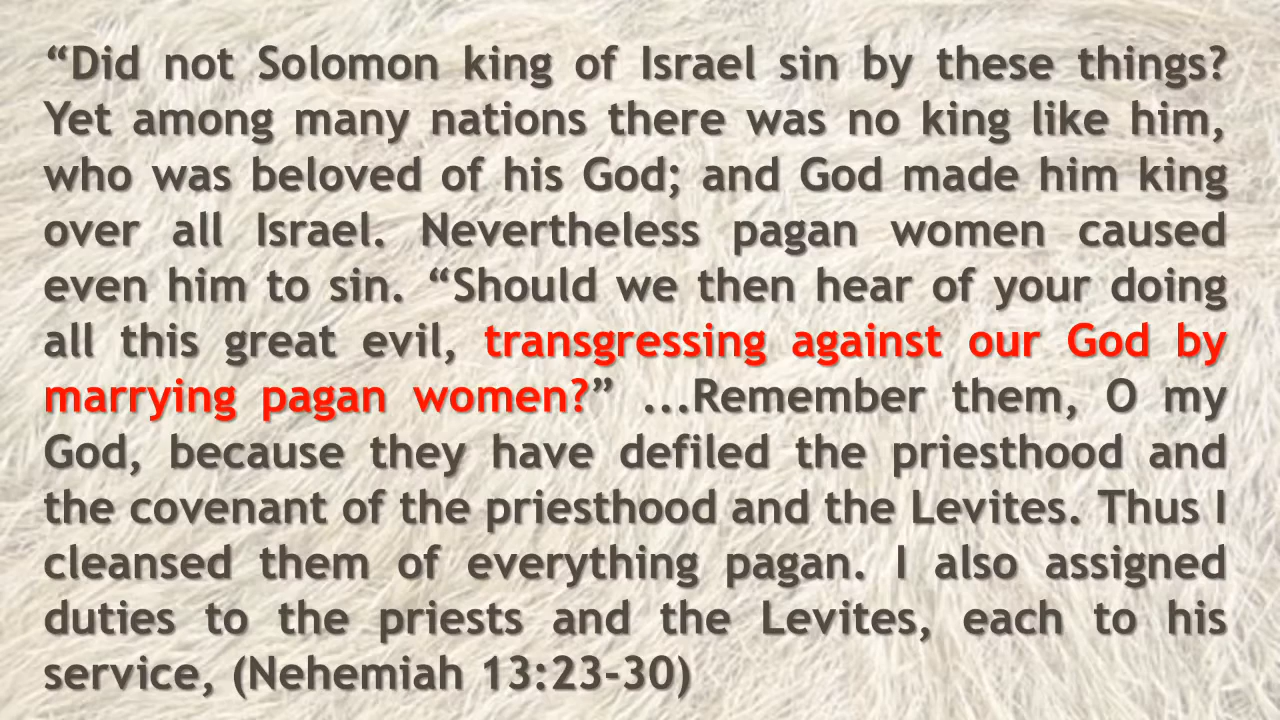 “Did not Solomon king of Israel sin by these things?
Yet among many nations there was no king like him,
who was beloved of his God; and God made him king
over all Israel. Nevertheless pagan women caused
even him to sin. “Should we then hear of your doing
all this great evil, transgressing against our God by
marrying pagan women?” ...Remember them, O my
God, because they have defiled the priesthood and
the covenant of the priesthood and the Levites. Thus I
cleansed them of everything pagan. I also assigned
duties to the priests and the Levites, each to his
service, (Nehemiah 13:23-30)